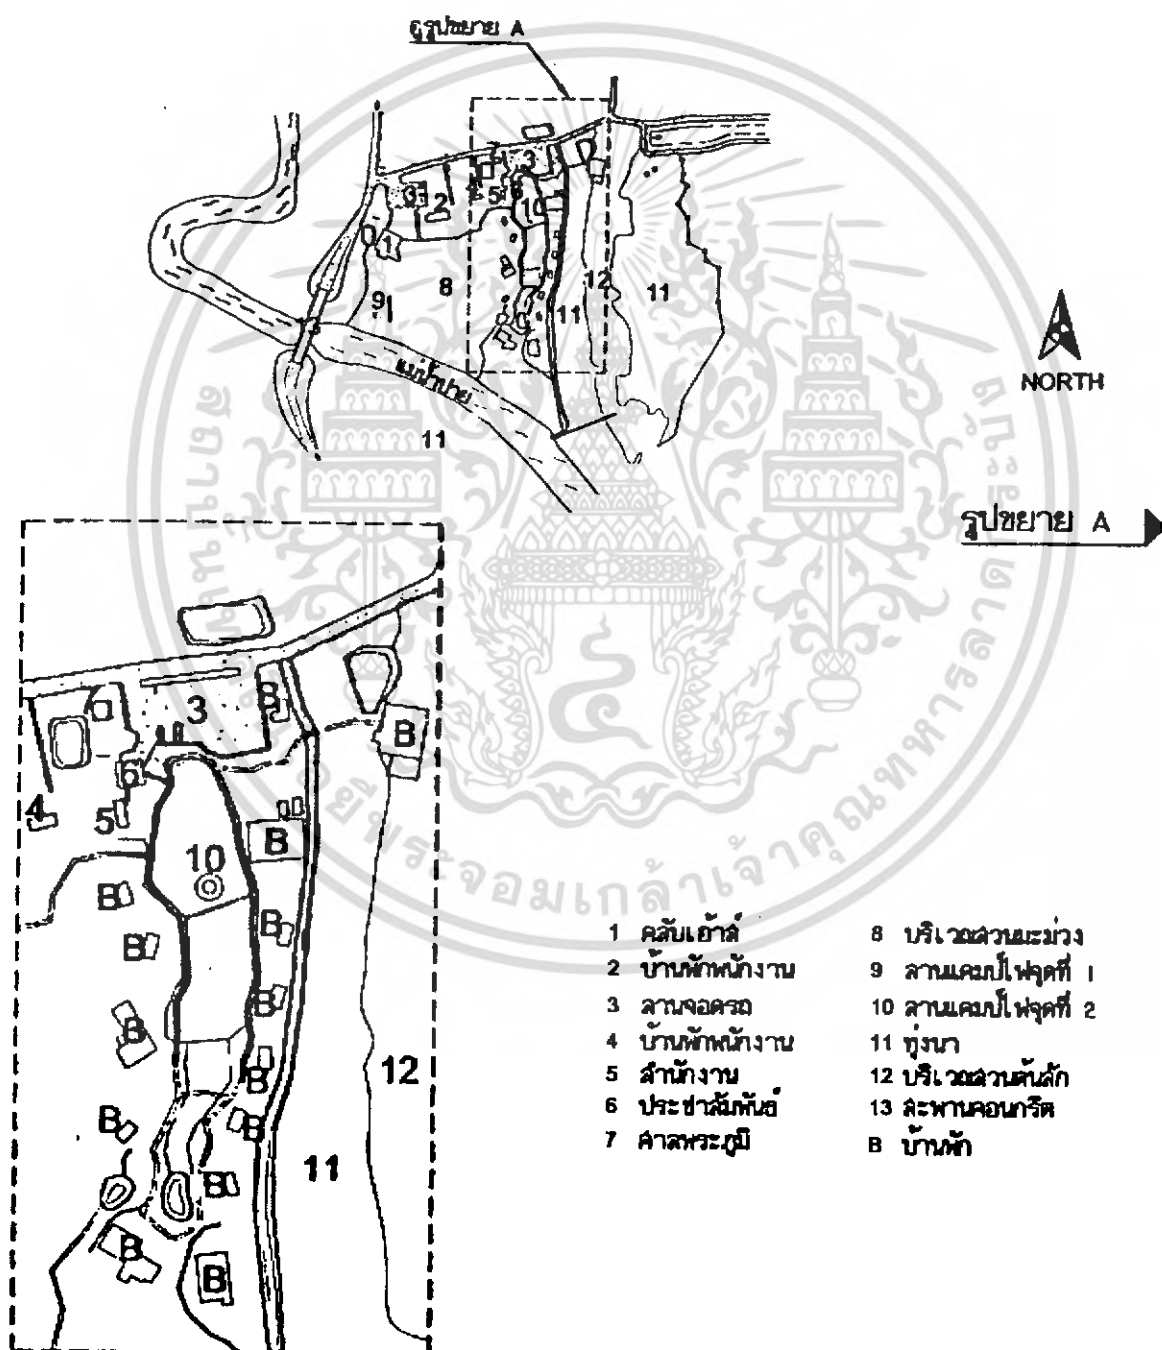 ดูรูปขยาย A
3
3
2
5
6
10
1
8
9
12
11
11
13
แม่น้ำปาย
11
NORTH
รูปขยาย A
3
B
B
6
4
5
B
10
B
B
B
B
B
B
12
B
B
B
11
B
B
1 คลับเฮ้าส์
2 บ้านพักพนักงาน
3 ลานจอดรถ
4 บ้านพักพนักงาน
5 สำนักงาน
6 ประชาสัมพันธ์
7 ศาลพระภูมิ
8 บริเวณสวนมะม่วง
9 ลานแคมป์ไฟจุดที่ 1
10 ลานแคมป์ไฟจุดที่ 2
11 ทุ่งนา
12 บริเวณสวนต้นสัก
13 สะพานคอนกรีต
B บ้านพัก